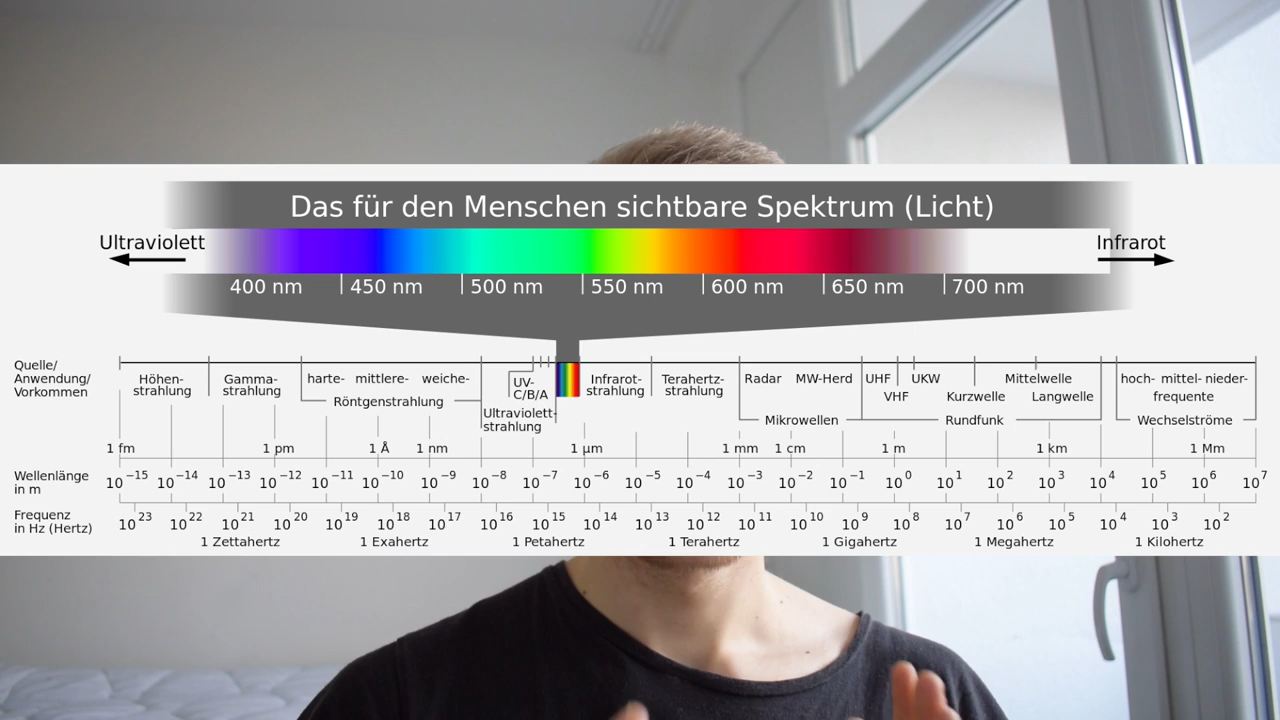 Das für den Menschen sichtbare Spektrum (Licht)
Ultraviolett
Infrarot
400 nm 450 nm 500 nm 550 nm 600 nm 650 nm 700 nm
Quelle/
Anwendung/
Vorkommen
Höhen-
strahlung
Gamma-
strahlung
harte- mittlere- weiche-
Röntgenstrahlung
UV-
C/B/A
Ultraviolett-
strahlung
Infrarot-
strahlung
Terahertz-
strahlung
Radar MW-Herd
Mikrowellen
UHF UKW Mittelwelle
VHF Kurzwelle Langwelle
Rundfunk
hoch- mittel- nieder-
frequente
Wechselströme
1 fm 1 pm 1 Å 1 nm 1 µm 1 mm 1 cm 1 m 1 km 1 Mm
Wellenlänge
in m
10⁻¹⁵ 10⁻¹⁴ 10⁻¹³ 10⁻¹² 10⁻¹¹ 10⁻¹⁰ 10⁻⁹ 10⁻⁸ 10⁻⁷ 10⁻⁶ 10⁻⁵ 10⁻⁴ 10⁻³ 10⁻² 10⁻¹ 10⁰ 10¹ 10² 10³ 10⁴ 10⁵ 10⁶ 10⁷
Frequenz
in Hz (Hertz)
10²³ 10²² 10²¹ 10²⁰ 10¹⁹ 10¹⁸ 10¹⁷ 10¹⁶ 10¹⁵ 10¹⁴ 10¹³ 10¹² 10¹¹ 10¹⁰ 10⁹ 10⁸ 10⁷ 10⁶ 10⁵ 10⁴ 10³ 10²
1 Zettahertz 1 Exahertz 1 Petahertz 1 Terahertz 1 Gigahertz 1 Megahertz 1 Kilohertz